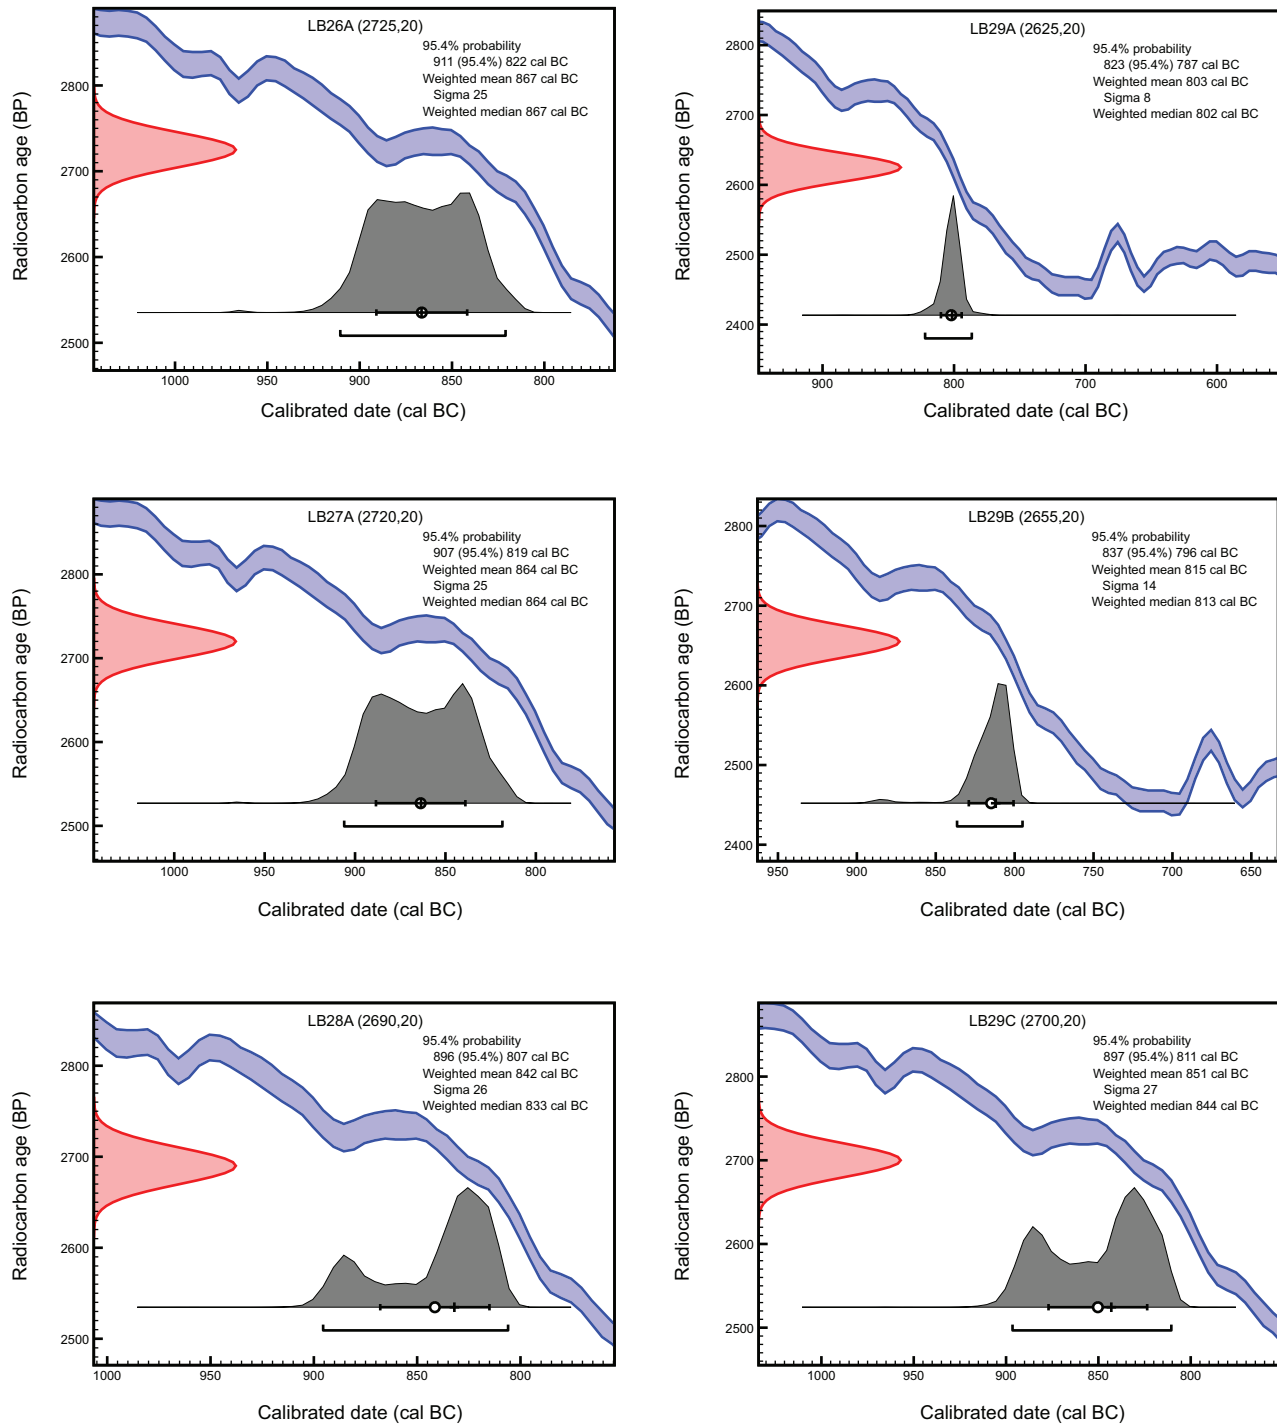 LB26A (2725,20)
95.4% probability
911 (95.4%) 822 cal BC
Weighted mean 867 cal BC
Sigma 25
Weighted median 867 cal BC
Radiocarbon age (BP)
2800
2700
2600
2500
1000 950 900 850 800
Calibrated date (cal BC)
LB29A (2625,20)
95.4% probability
823 (95.4%) 787 cal BC
Weighted mean 803 cal BC
Sigma 8
Weighted median 802 cal BC
Radiocarbon age (BP)
2800
2700
2600
2500
2400
900 800 700 600
Calibrated date (cal BC)
LB27A (2720,20)
95.4% probability
907 (95.4%) 819 cal BC
Weighted mean 864 cal BC
Sigma 25
Weighted median 864 cal BC
Radiocarbon age (BP)
2800
2700
2600
2500
1000 950 900 850 800
Calibrated date (cal BC)
LB29B (2655,20)
95.4% probability
837 (95.4%) 796 cal BC
Weighted mean 815 cal BC
Sigma 14
Weighted median 813 cal BC
Radiocarbon age (BP)
2800
2700
2600
2500
2400
950 900 850 800 750 700 650
Calibrated date (cal BC)
LB28A (2690,20)
95.4% probability
896 (95.4%) 807 cal BC
Weighted mean 842 cal BC
Sigma 26
Weighted median 833 cal BC
Radiocarbon age (BP)
2800
2700
2600
2500
1000 950 900 850 800
Calibrated date (cal BC)
LB29C (2700,20)
95.4% probability
897 (95.4%) 811 cal BC
Weighted mean 851 cal BC
Sigma 27
Weighted median 844 cal BC
Radiocarbon age (BP)
2800
2700
2600
2500
1000 950 900 850 800
Calibrated date (cal BC)